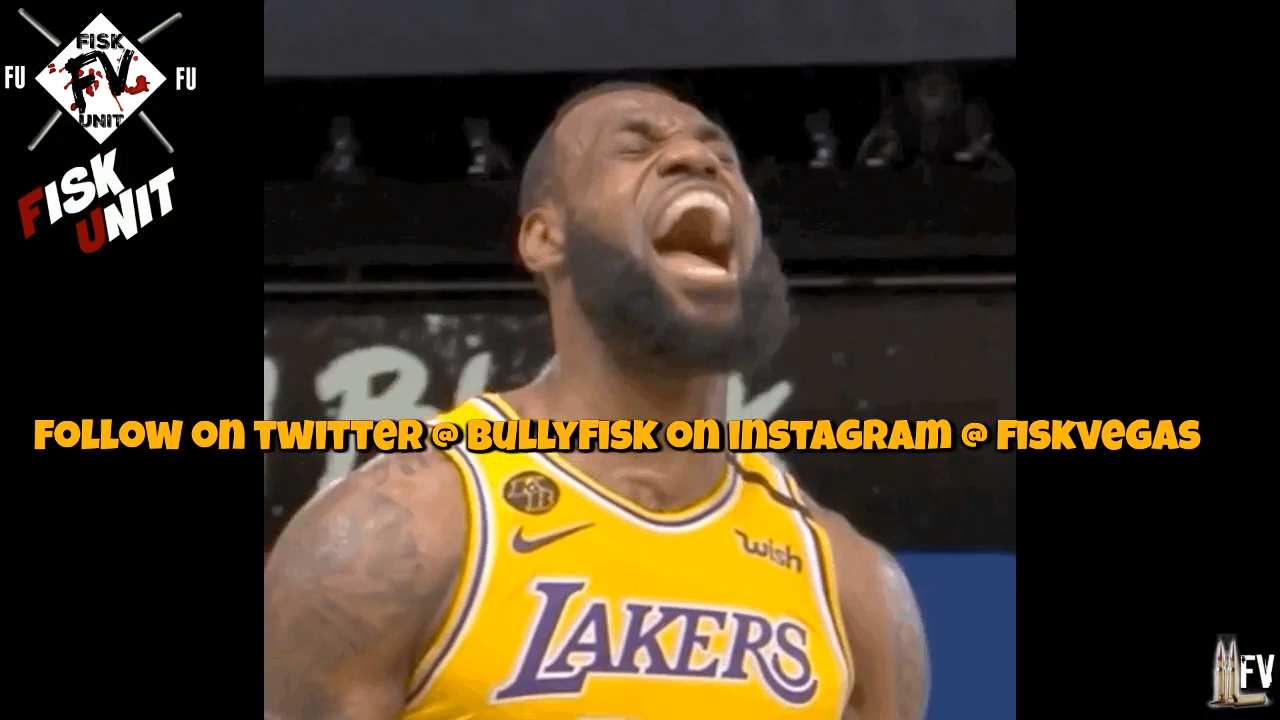 FISK
FU FV FU
UNIT
FISK
UNIT
FOLLOW ON TWITTER @ BULLYFISK ON INSTAGRAM @ FISKVEGAS
wish
LAKERS
FV